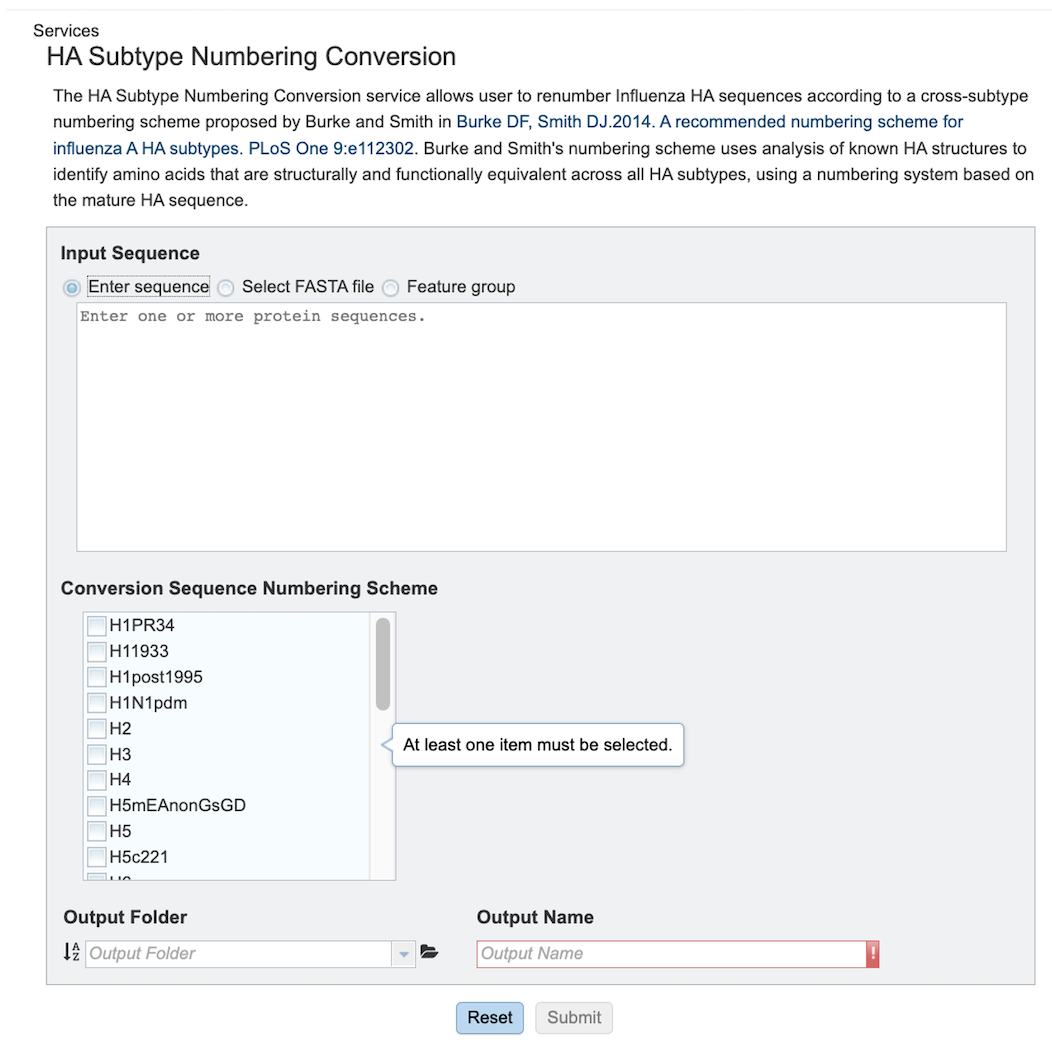 Services
HA Subtype Numbering Conversion
The HA Subtype Numbering Conversion service allows user to renumber Influenza HA sequences according to a cross-subtype
numbering scheme proposed by Burke and Smith in Burke DF, Smith DJ.2014. A recommended numbering scheme for
influenza A HA subtypes. PLoS One 9:e112302. Burke and Smith's numbering scheme uses analysis of known HA structures to
identify amino acids that are structurally and functionally equivalent across all HA subtypes, using a numbering system based on
the mature HA sequence.
Input Sequence
Enter sequence Select FASTA file Feature group
Enter one or more protein sequences.
Conversion Sequence Numbering Scheme
H1PR34
H11933
H1post1995
H1N1pdm
H2
H3
At least one item must be selected.
H4
H5mEAnonGsGD
H5
H5c221
Output Folder Output Name
Output Folder Output Name !
Reset Submit